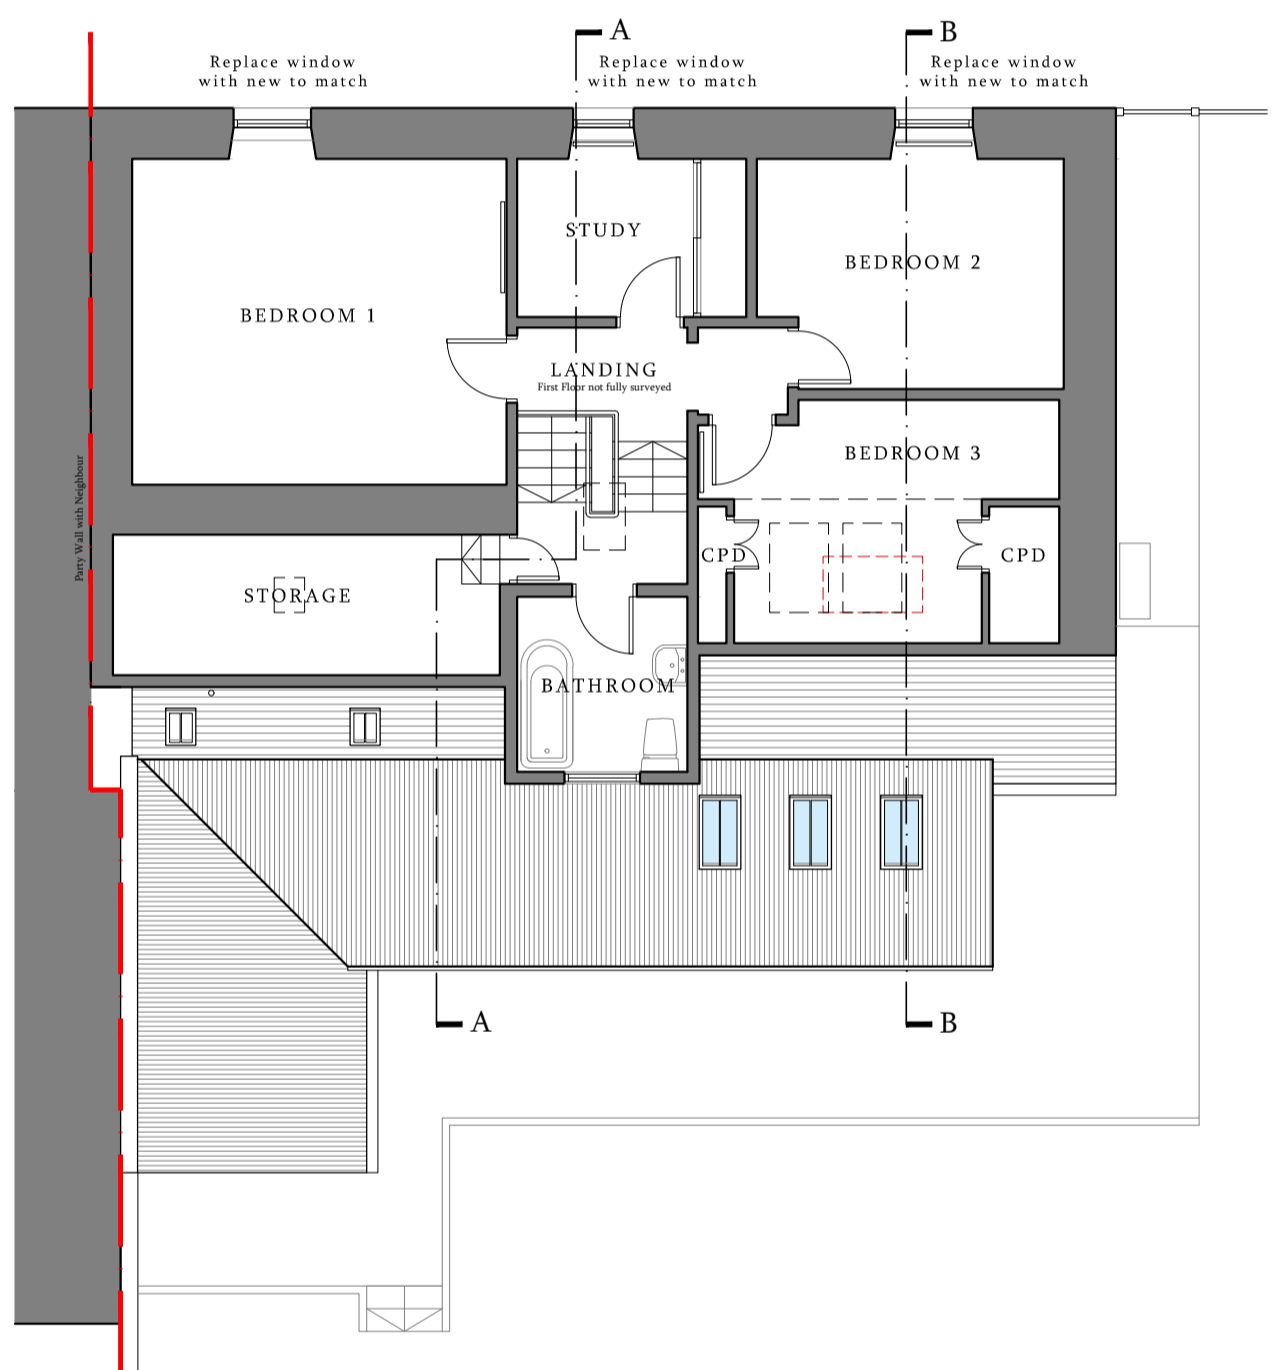 A
B
Replace window
with new to match
Replace window
with new to match
Replace window
with new to match
STUDY
BEDROOM 2
BEDROOM 1
LANDING
First Floor not fully surveyed
BEDROOM 3
Party Wall with Neighbour
CPD
CPD
STORAGE
BATHROOM
A
B